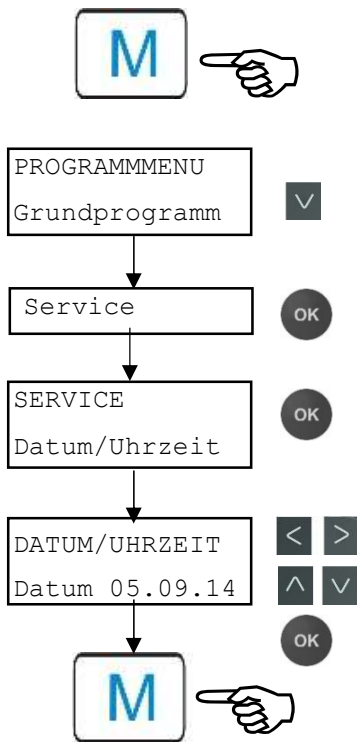 M
PROGRAMMMENU
Grundprogramm
Service
OK
SERVICE
Datum/Uhrzeit
OK
DATUM/UHRZEIT
Datum 05.09.14
OK
M